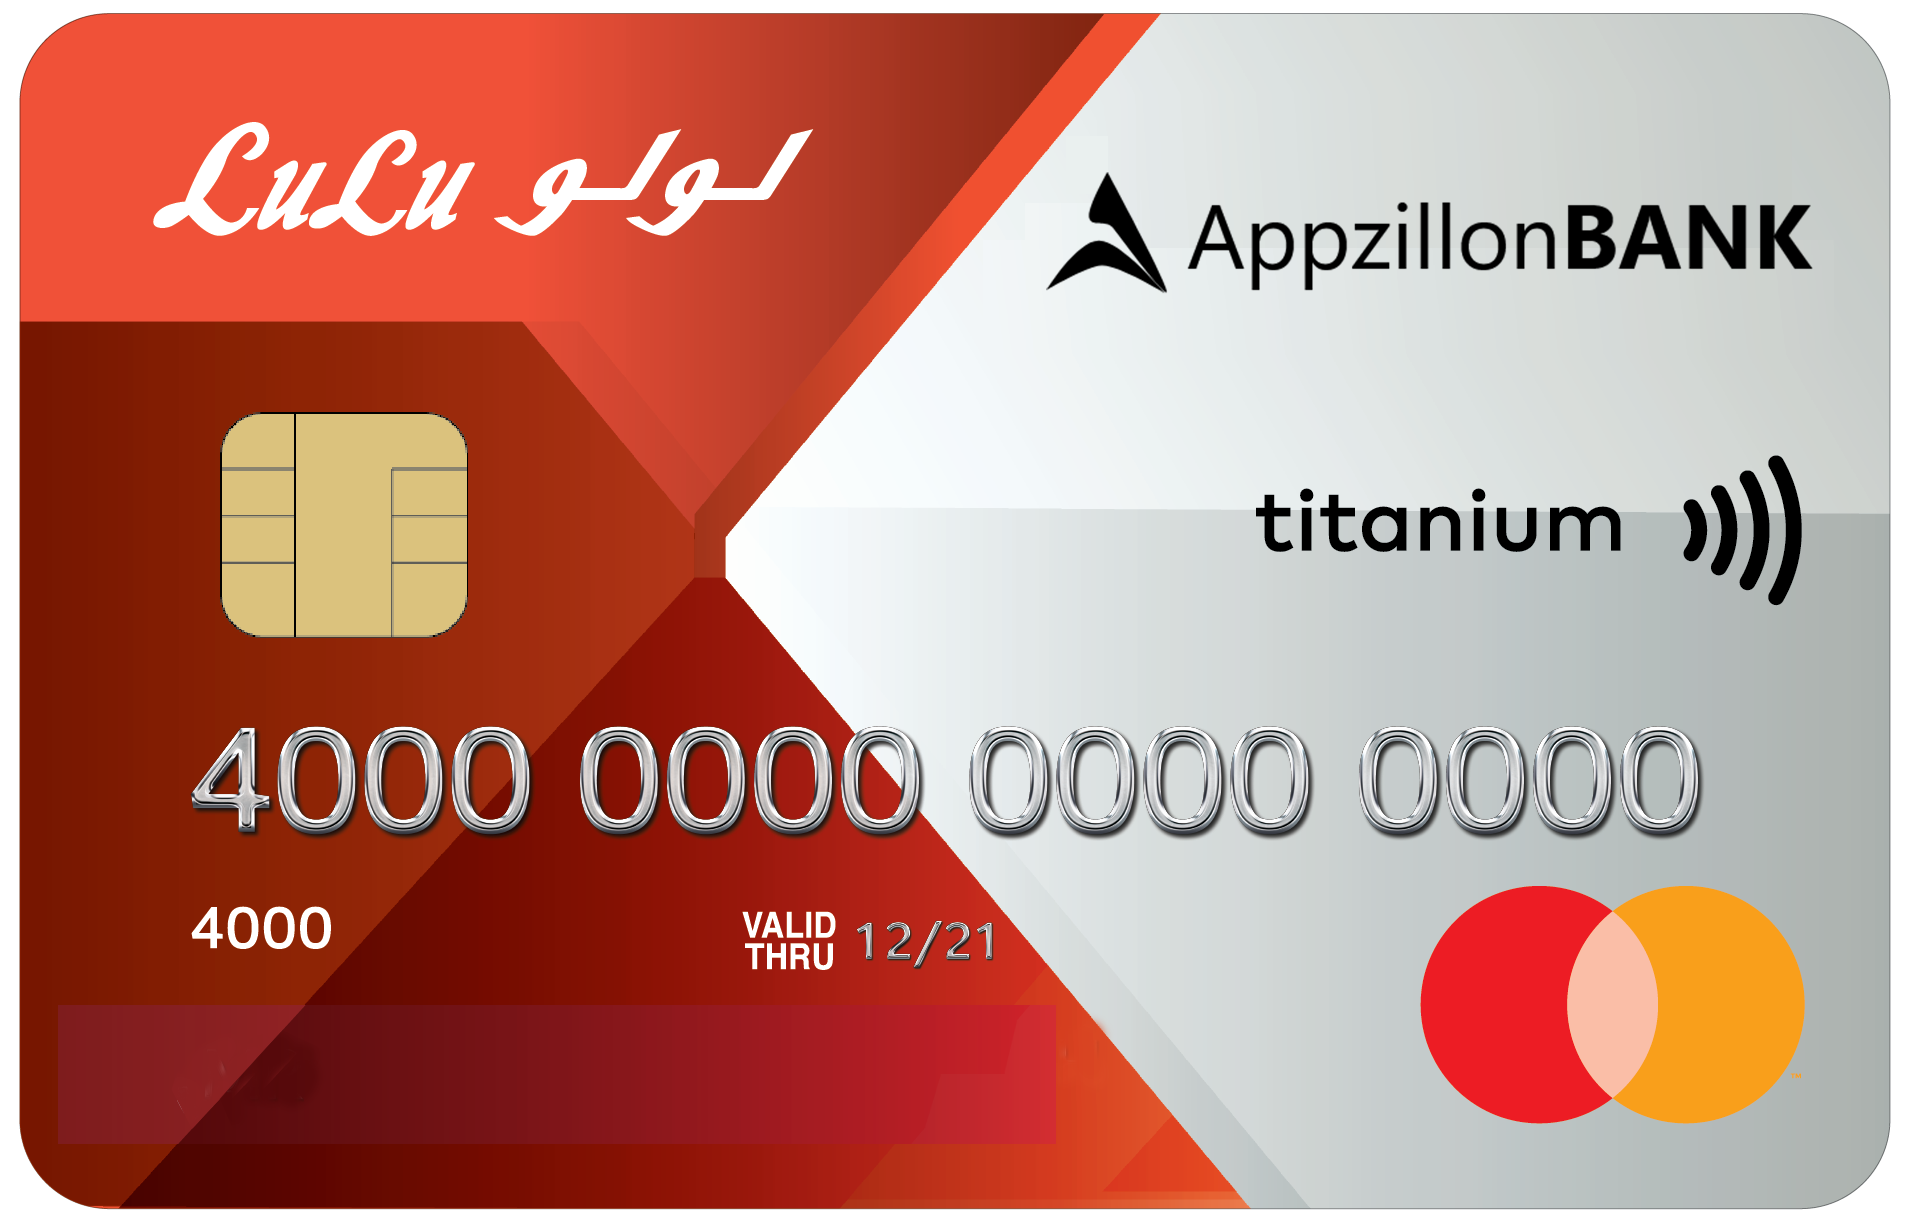 LuLu لولو
AppzillonBANK
titanium
4000 0000 0000 0000
4000
VALID THRU 12/21